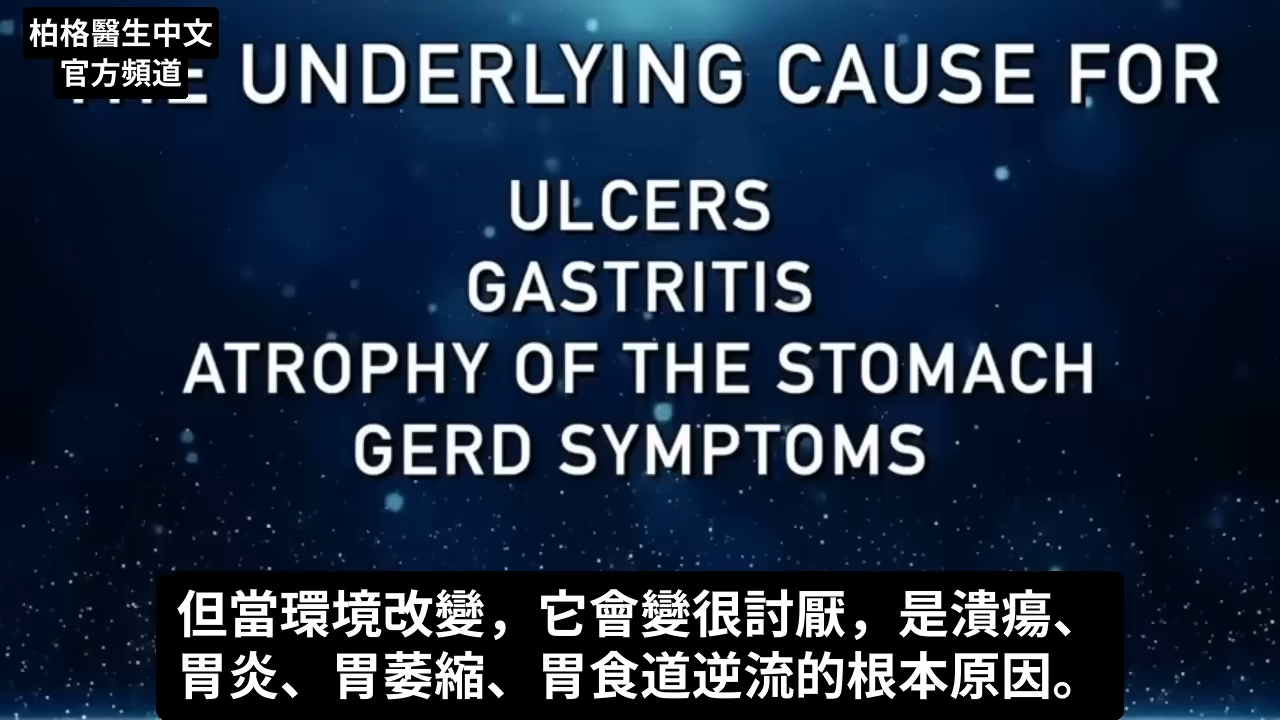 柏格醫生中文
官方頻道
THE UNDERLYING CAUSE FOR
ULCERS
GASTRITIS
ATROPHY OF THE STOMACH
GERD SYMPTOMS
但當環境改變，它會變很討厭，是潰瘍、
胃炎、胃萎縮、胃食道逆流的根本原因。